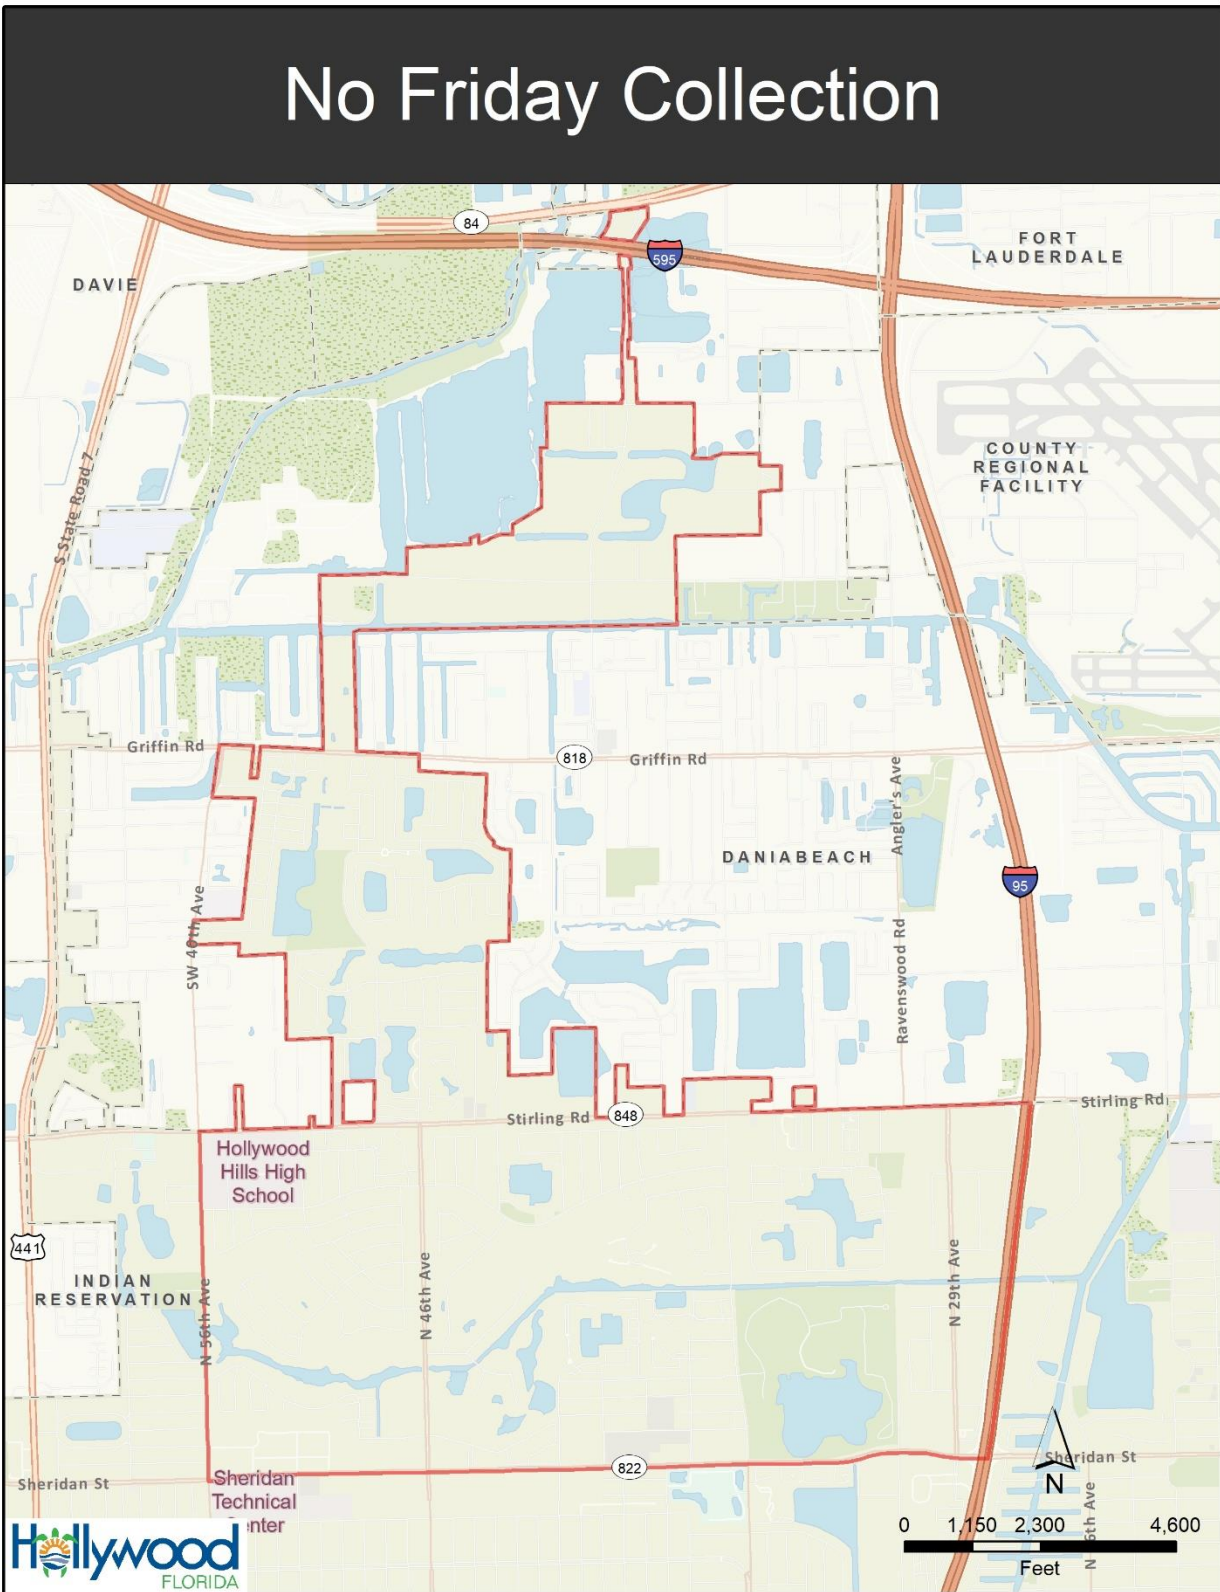 No Friday Collection
84
595
FORT
LAUDERDALE
DAVIE
COUNTY
REGIONAL
FACILITY
S State Road 7
Griffin Rd
818
Griffin Rd
Angler's Ave
DANIABEACH
95
SW 40th Ave
Ravenswood Rd
Stirling Rd
848
Stirling Rd
Hollywood
Hills High
School
441
INDIAN
RESERVATION
N 56th Ave
N 46th Ave
N 29th Ave
Sheridan St
822
Sheridan St
Sheridan
Technical
N
0 1,150 2,300 4,600
Feet
Hollywood
FLORIDA